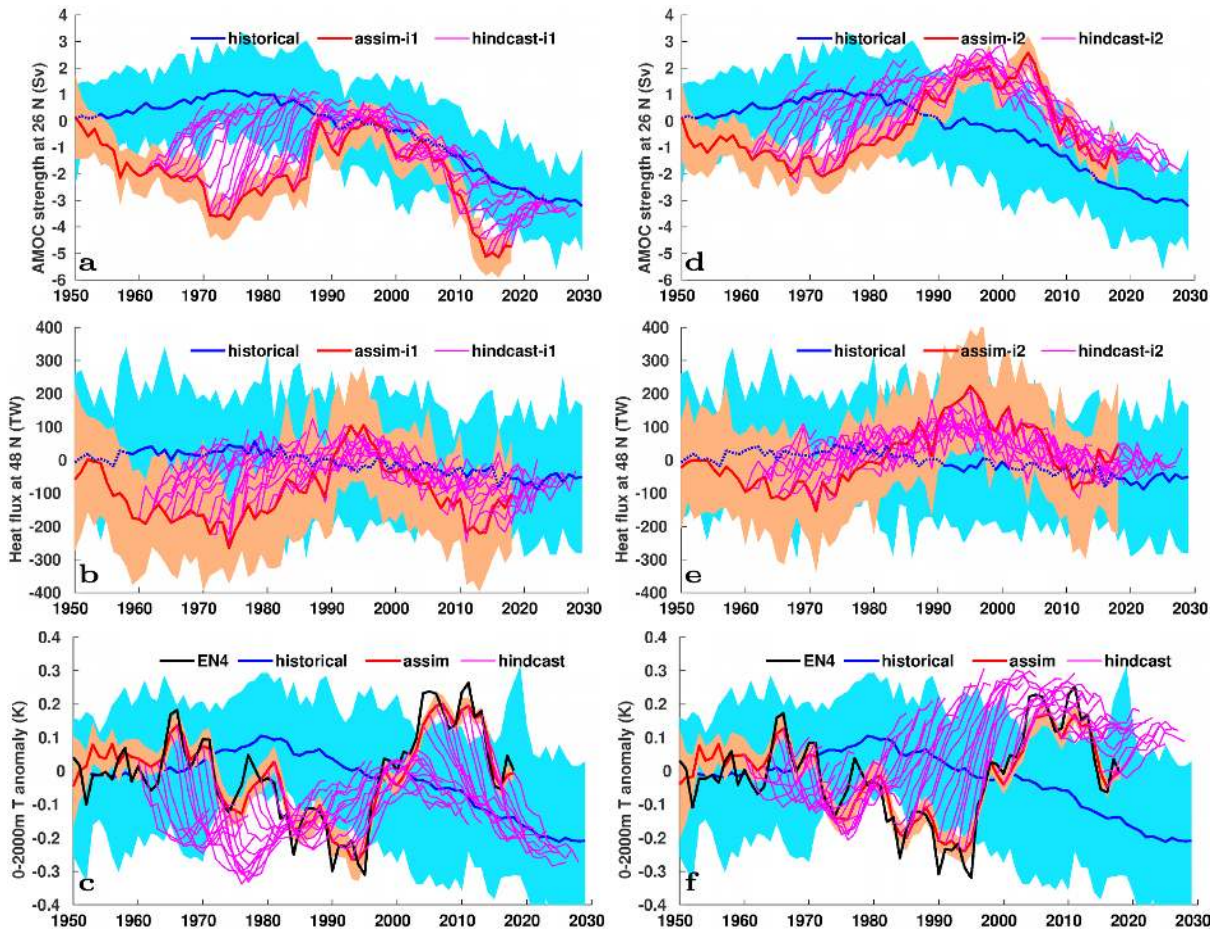 historical assim-i1 hindcast-i1
AMOC strength at 26 N (Sv)
4
3
2
1
0
-1
-2
-3
-4
-5
-6
a
1950 1960 1970 1980 1990 2000 2010 2020 2030
historical assim-i2 hindcast-i2
AMOC strength at 26 N (Sv)
4
3
2
1
0
-1
-2
-3
-4
-5
-6
d
1950 1960 1970 1980 1990 2000 2010 2020 2030
historical assim-i1 hindcast-i1
Heat flux at 48 N (TW)
400
300
200
100
0
-100
-200
-300
-400
b
1950 1960 1970 1980 1990 2000 2010 2020 2030
historical assim-i2 hindcast-i2
Heat flux at 48 N (TW)
400
300
200
100
0
-100
-200
-300
-400
e
1950 1960 1970 1980 1990 2000 2010 2020 2030
EN4 historical assim hindcast
0-2000m T anomaly (K)
0.4
0.3
0.2
0.1
0
-0.1
-0.2
-0.3
-0.4
c
1950 1960 1970 1980 1990 2000 2010 2020 2030
EN4 historical assim hindcast
0-2000m T anomaly (K)
0.4
0.3
0.2
0.1
0
-0.1
-0.2
-0.3
-0.4
f
1950 1960 1970 1980 1990 2000 2010 2020 2030